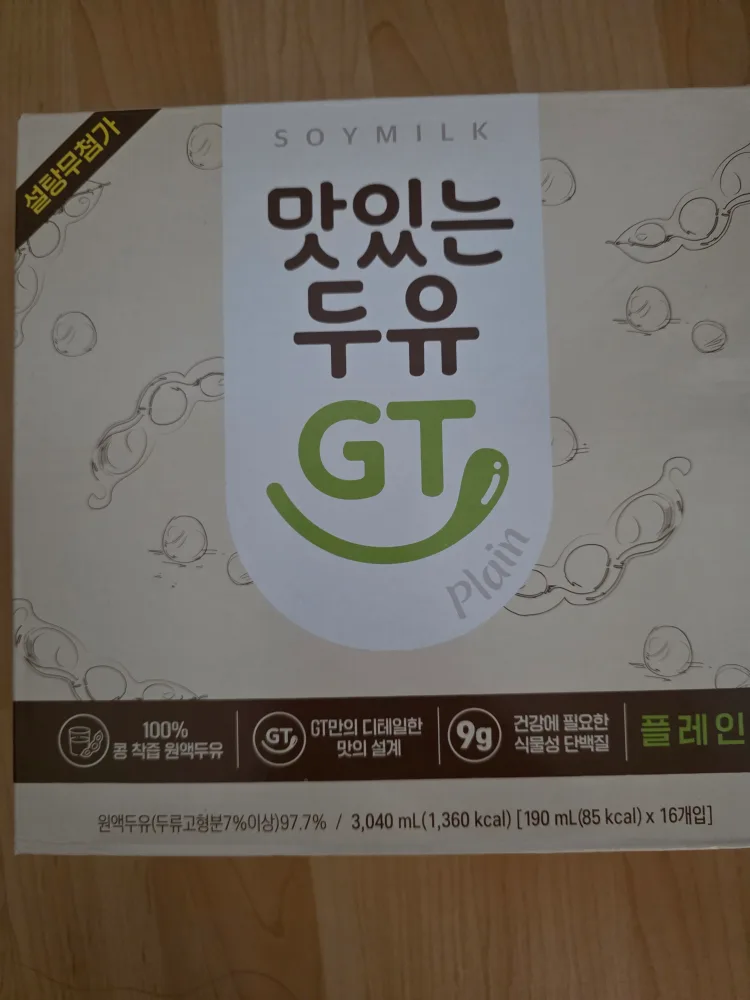 설탕무첨가
SOYMILK
맛있는
두유
GT
Plain
100%
콩 착즙 원액두유
GT
GT만의 디테일한
맛의 설계
9g
건강에 필요한
식물성 단백질
플레인
원액두유(두류고형분7%이상)97.7% / 3,040 mL(1,360 kcal) [190 mL(85 kcal) x 16개입]